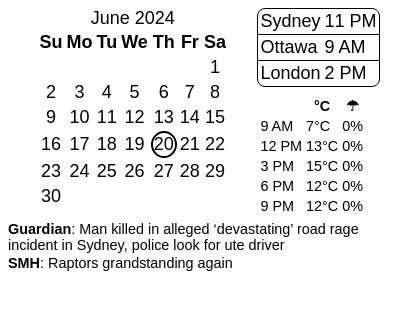 June 2024
Su Mo Tu We Th Fr Sa
1
2 3 4 5 6 7 8
9 10 11 12 13 14 15
16 17 18 19 20 21 22
23 24 25 26 27 28 29
30
Sydney 11 PM
Ottawa 9 AM
London 2 PM
°C ☂
9 AM 7°C 0%
12 PM 13°C 0%
3 PM 15°C 0%
6 PM 12°C 0%
9 PM 12°C 0%
Guardian: Man killed in alleged ‘devastating’ road rage
incident in Sydney, police look for ute driver
SMH: Raptors grandstanding again